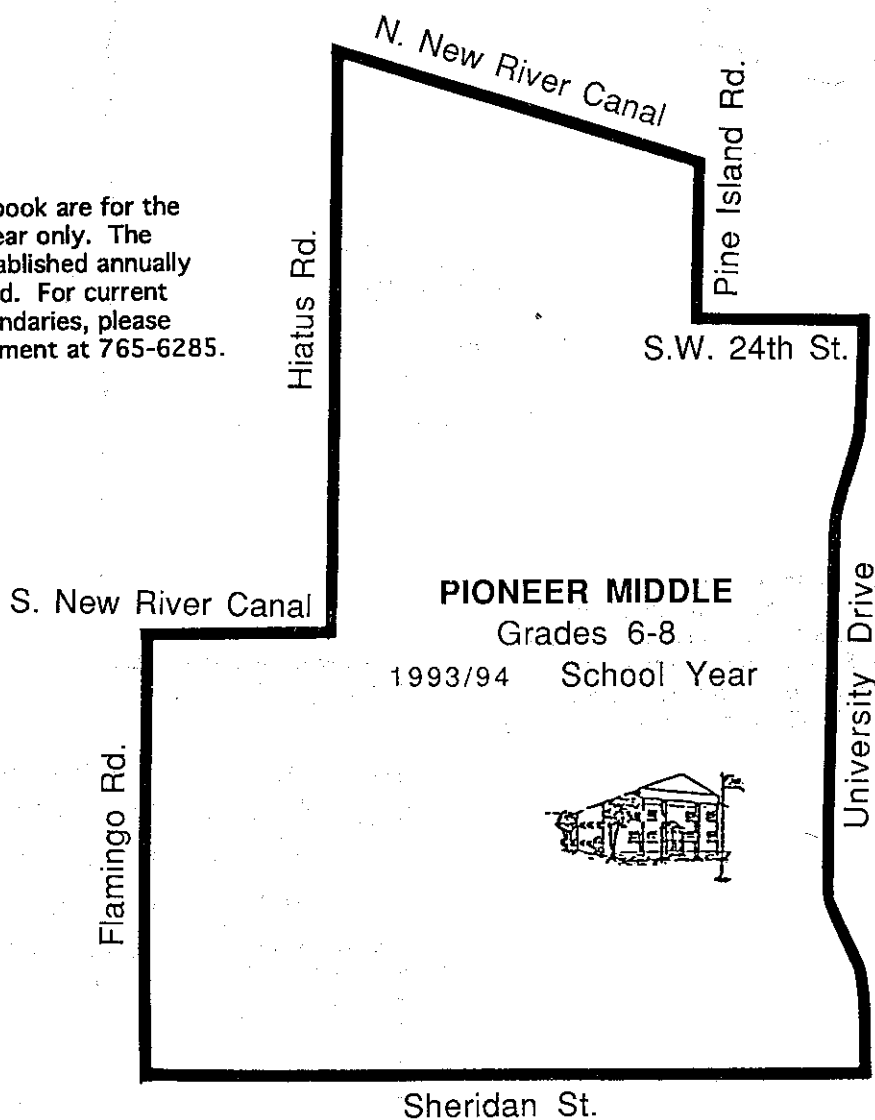 N. New River Canal
Pine Island Rd.
book are for the
ear only. The
ablished annually
d. For current
ndaries, please
ment at 765-6285.
Hiatus Rd.
S.W. 24th St.
S. New River Canal
PIONEER MIDDLE
Grades 6-8
1993/94 School Year
University Drive
Flamingo Rd.
Sheridan St.